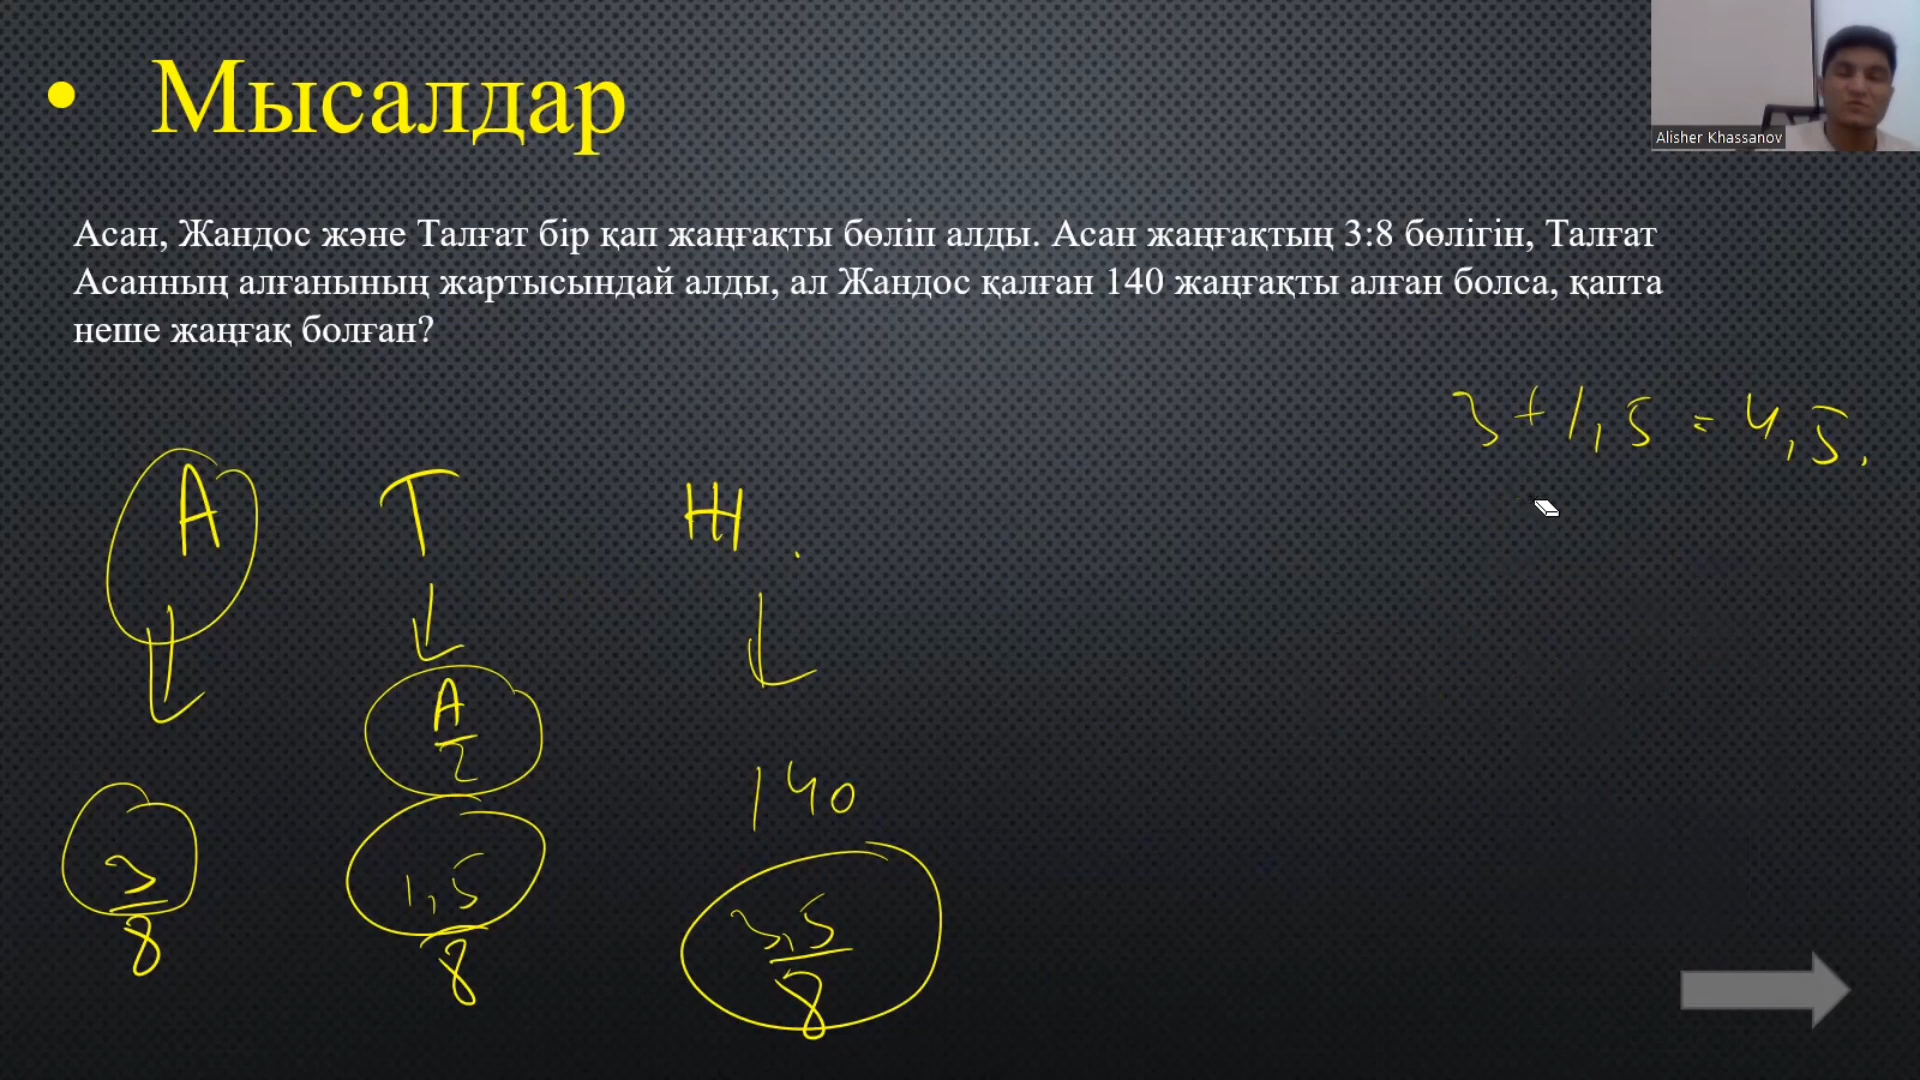 • Мысалдар
Alisher Khassanov
Асан, Жандос және Талғат бір қап жаңғақты бөліп алды. Асан жаңғақтың 3:8 бөлігін, Талғат
Асанның алғанының жартысындай алды, ал Жандос қалған 140 жаңғақты алған болса, қапта
неше жаңғақ болған?
3 + 1,5 = 4,5.
А Т Ж.
А/2
140
3/8 1,5/8 3,5/8